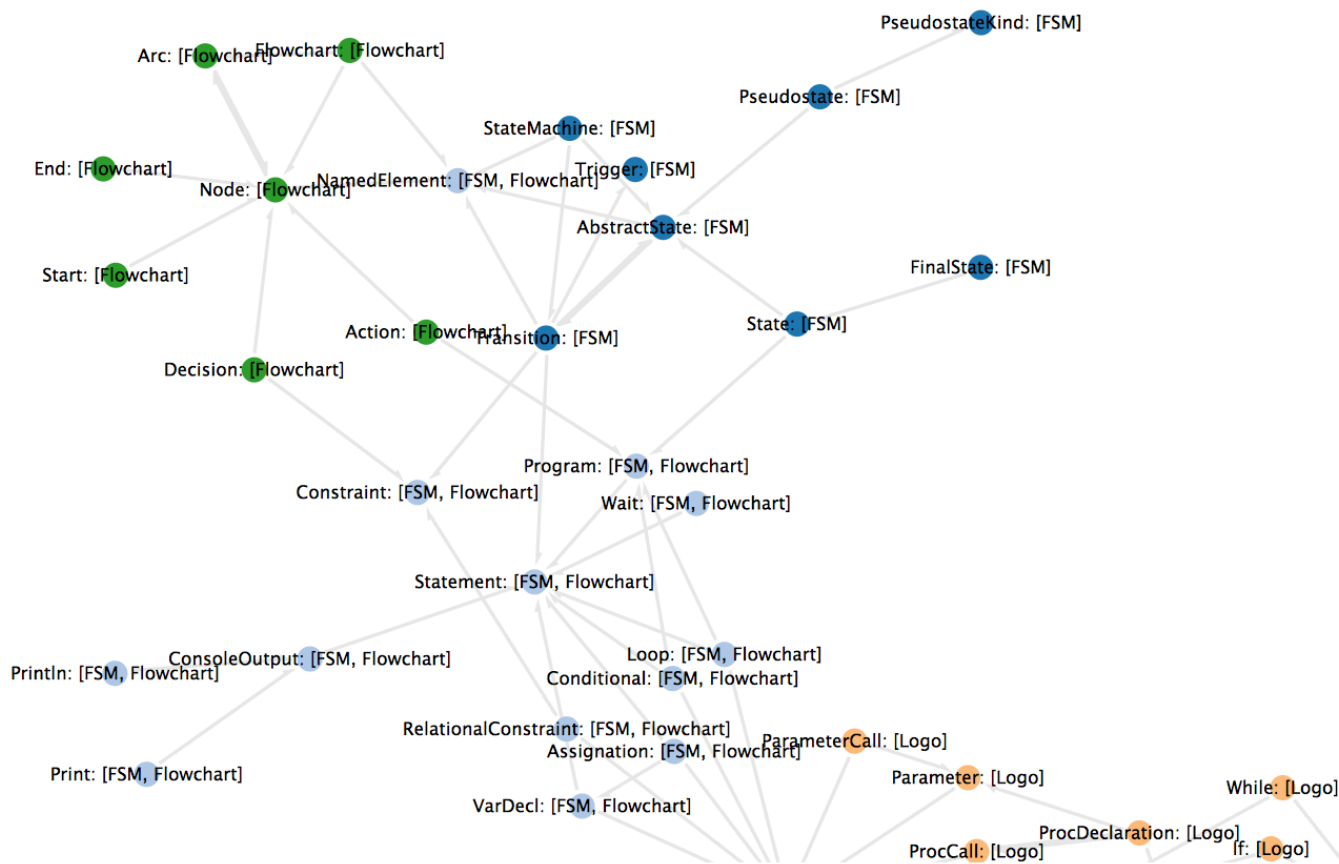 PseudostateKind: [FSM]
Arc: [Flowchart]
Flowchart: [Flowchart]
Pseudostate: [FSM]
StateMachine: [FSM]
End: [Flowchart]
Trigger: [FSM]
Node: [Flowchart]
NamedElement: [FSM, Flowchart]
AbstractState: [FSM]
Start: [Flowchart]
FinalState: [FSM]
Action: [Flowchart]
Transition: [FSM]
State: [FSM]
Decision: [Flowchart]
Program: [FSM, Flowchart]
Constraint: [FSM, Flowchart]
Wait: [FSM, Flowchart]
Statement: [FSM, Flowchart]
Println: [FSM, Flowchart]
ConsoleOutput: [FSM, Flowchart]
Loop: [FSM, Flowchart]
Conditional: [FSM, Flowchart]
RelationalConstraint: [FSM, Flowchart]
Assignation: [FSM, Flowchart]
ParameterCall: [Logo]
Print: [FSM, Flowchart]
Parameter: [Logo]
While: [Logo]
VarDecl: [FSM, Flowchart]
ProcDeclaration: [Logo]
ProcCall: [Logo]
If: [Logo]